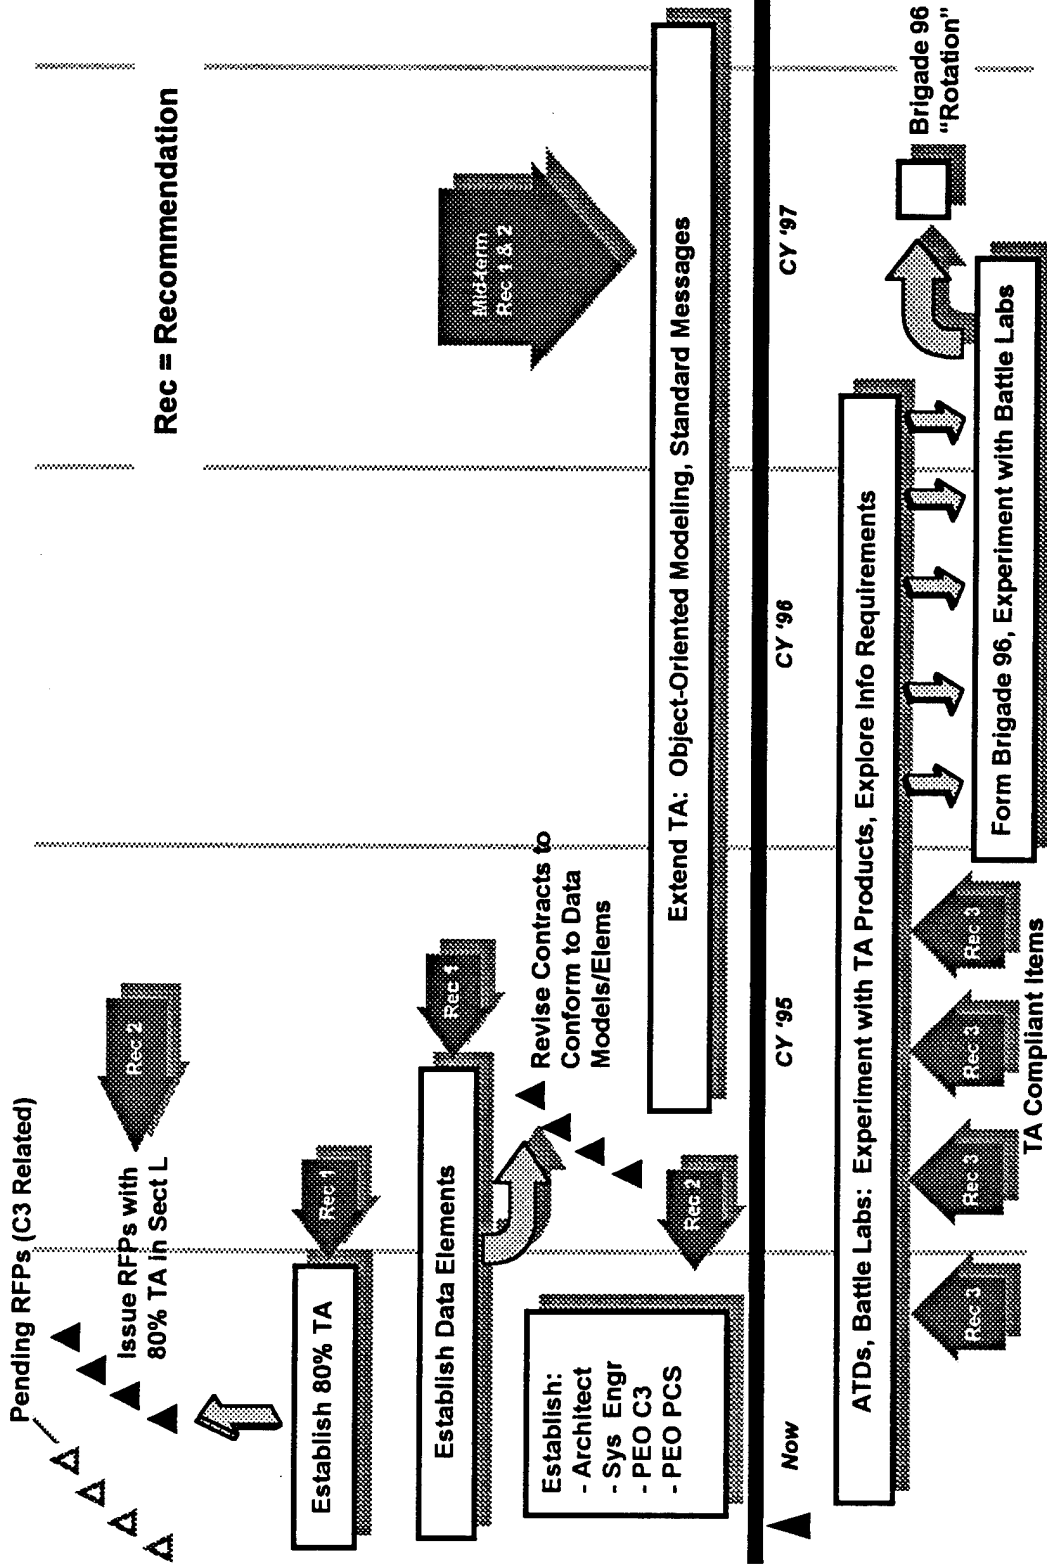 Pending RFPs (C3 Related)
Issue RFPs with
80% TA in Sect L
Rec 2
Rec = Recommendation
Establish 80% TA
Rec 1
Establish Data Elements
Rec 1
Mid-term
Rec 1 & 2
Revise Contracts to
Conform to Data
Models/Elems
Establish:
- Architect
- Sys Engr
- PEO C3
- PEO PCS
Rec 2
Extend TA: Object-Oriented Modeling, Standard Messages
Now
CY '95
CY '96
CY '97
ATDs, Battle Labs: Experiment with TA Products, Explore Info Requirements
Brigade 96
“Rotation”
Rec 3
Rec 3
Rec 3
Rec 3
Form Brigade 96, Experiment with Battle Labs
TA Compliant Items